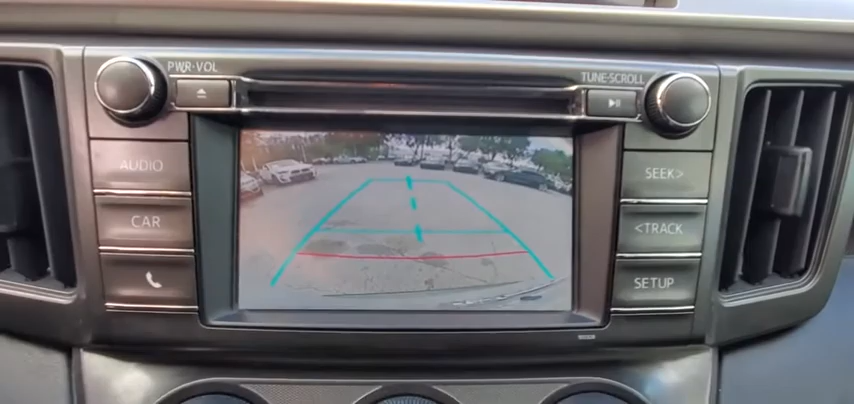 PWR·VOL
TUNE·SCROLL
AUDIO
SEEK>
CAR
<TRACK
SETUP